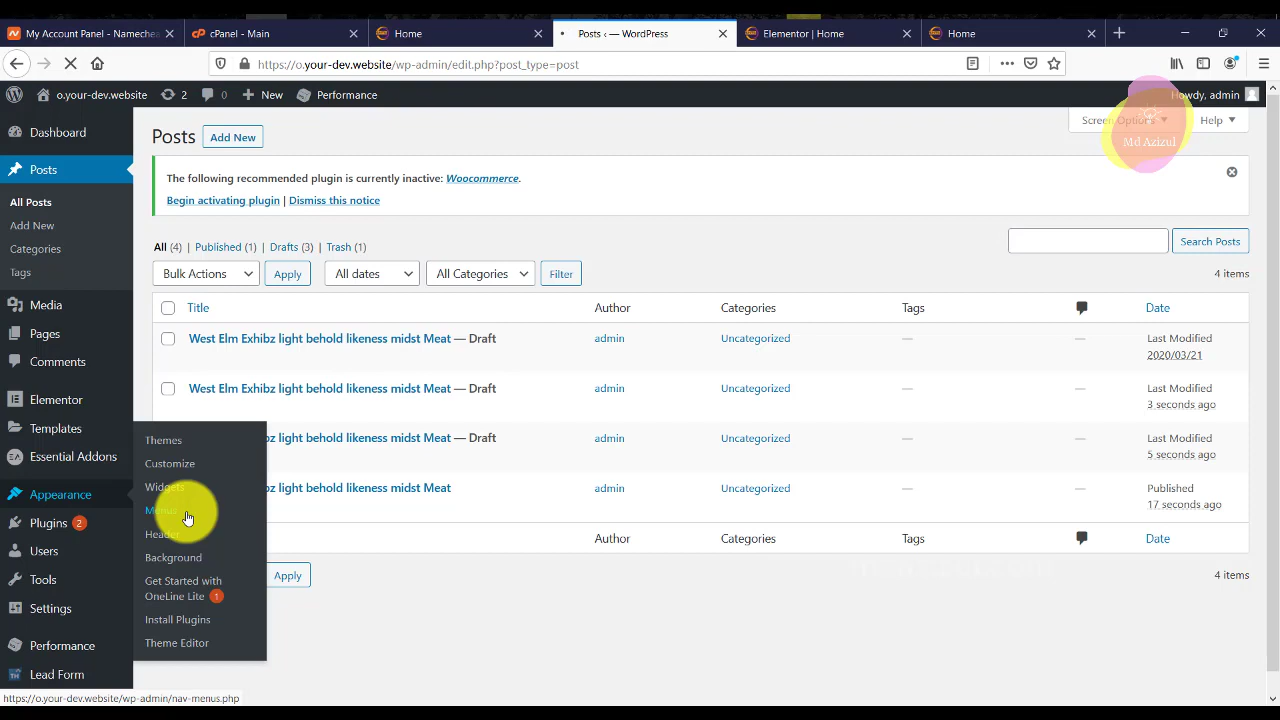 My Account Panel - Namechea
cPanel - Main
Home
Posts ‹ — WordPress
Elementor | Home
Home
https://o.your-dev.website/wp-admin/edit.php?post_type=post
o.your-dev.website
2
0
New
Performance
Howdy, admin
Dashboard
Posts
All Posts
Add New
Categories
Tags
Media
Pages
Comments
Elementor
Templates
Essential Addons
Appearance
Plugins 2
Users
Tools
Settings
Performance
Lead Form
Themes
Customize
Widgets
Menus
Header
Background
Get Started with
OneLine Lite 1
Install Plugins
Theme Editor
Posts
Add New
Screen Options
Help
Md Azizul
The following recommended plugin is currently inactive: Woocommerce.
Begin activating plugin | Dismiss this notice
All (4) | Published (1) | Drafts (3) | Trash (1)
Search Posts
Bulk Actions
Apply
All dates
All Categories
Filter
4 items
Title
Author
Categories
Tags
Date
West Elm Exhibz light behold likeness midst Meat — Draft
admin
Uncategorized
—
—
Last Modified
2020/03/21
West Elm Exhibz light behold likeness midst Meat — Draft
admin
Uncategorized
—
—
Last Modified
3 seconds ago
bz light behold likeness midst Meat — Draft
admin
Uncategorized
—
—
Last Modified
5 seconds ago
bz light behold likeness midst Meat
admin
Uncategorized
—
—
Published
17 seconds ago
Categories
Tags
Date
Apply
4 items
https://o.your-dev.website/wp-admin/nav-menus.php